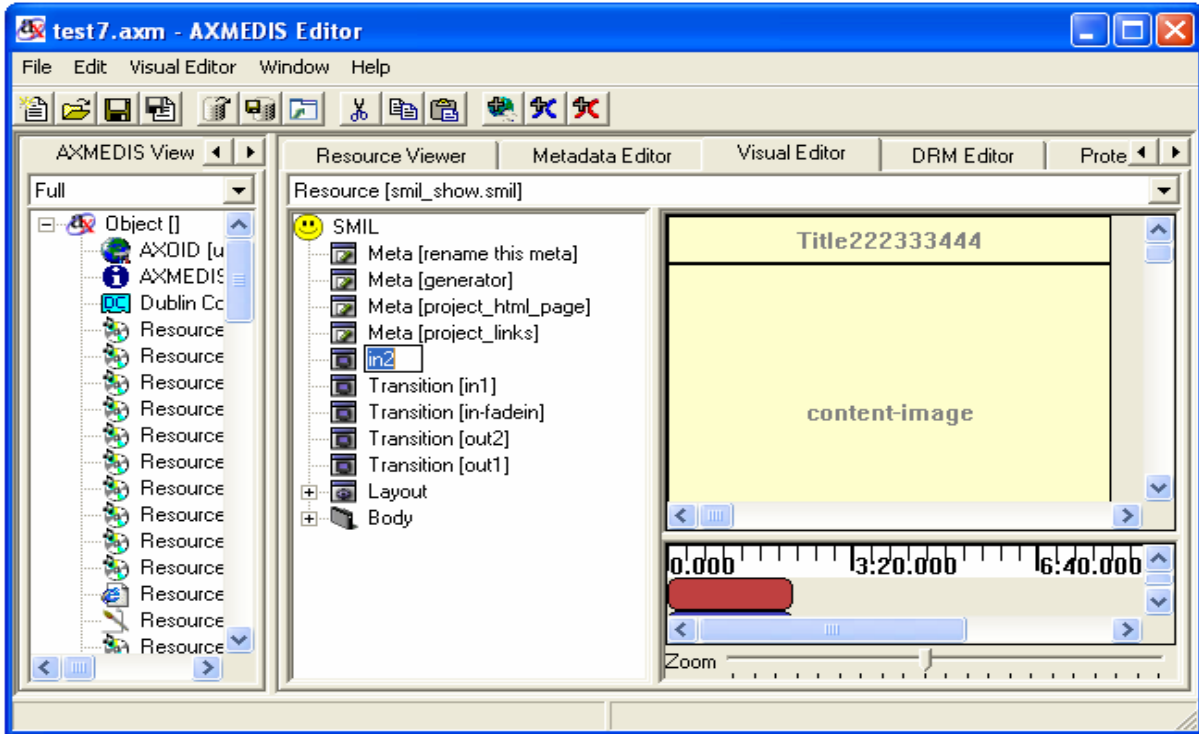 test7.axm - AXMEDIS Editor
File Edit Visual Editor Window Help
AXMEDIS View
Resource Viewer Metadata Editor Visual Editor DRM Editor Prote
Full
Resource [smil_show.smil]
Object []
AXOID [u
AXMEDIS
Dublin Co
Resource
Resource
Resource
Resource
Resource
Resource
Resource
Resource
Resource
Resource
Resource
Resource
Resource
SMIL
Meta [rename this meta]
Meta [generator]
Meta [project_html_page]
Meta [project_links]
in2
Transition [in1]
Transition [in-fadein]
Transition [out2]
Transition [out1]
Layout
Body
Title222333444
content-image
0.000 3:20.000 6:40.000
Zoom